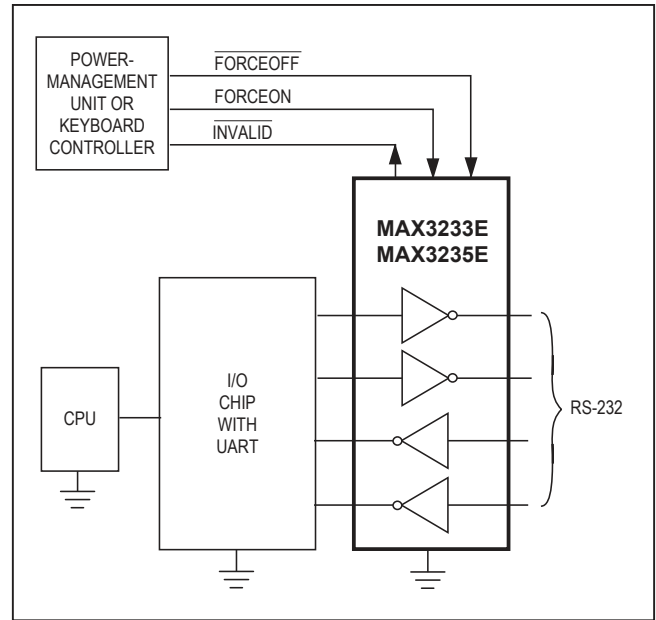 POWER-
MANAGEMENT
UNIT OR
KEYBOARD
CONTROLLER
FORCEOFF
FORCEON
INVALID
MAX3233E
MAX3235E
CPU
I/O
CHIP
WITH
UART
RS-232